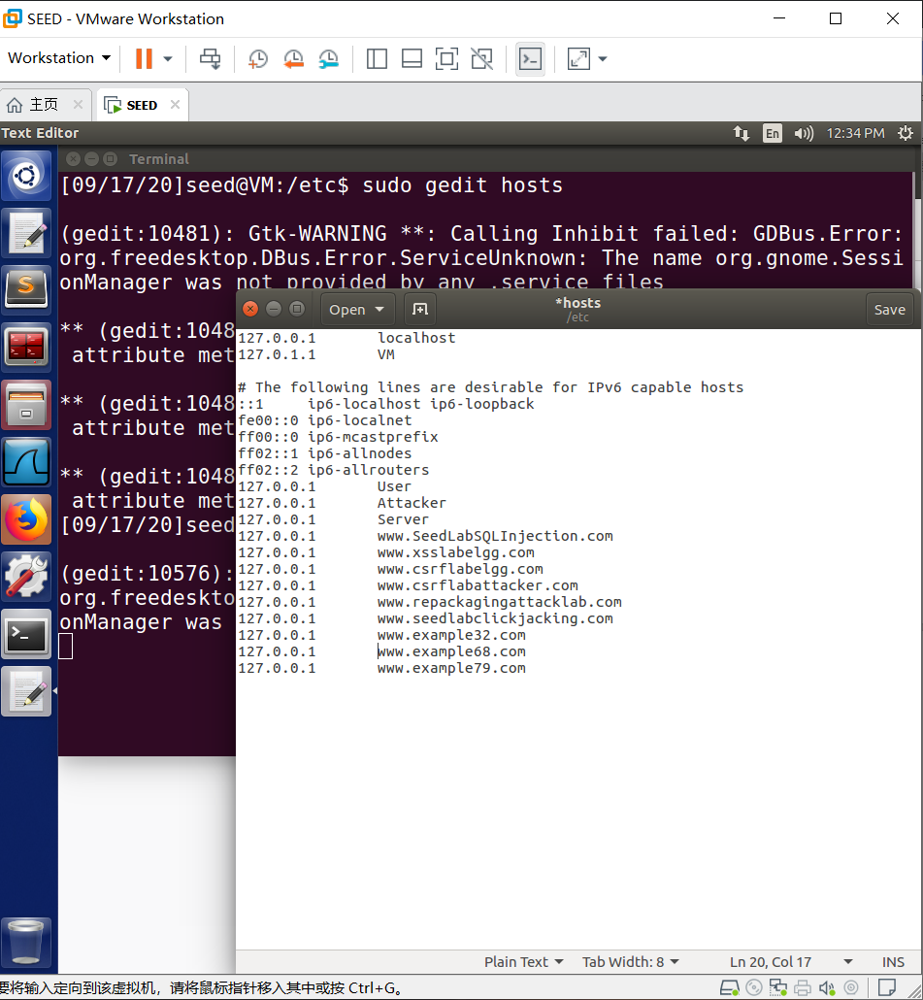 SEED - VMware Workstation
Workstation
主页
SEED
Text Editor
En
12:34 PM
Terminal
[09/17/20]seed@VM:/etc$ sudo gedit hosts
(gedit:10481): Gtk-WARNING **: Calling Inhibit failed: GDBus.Error:
org.freedesktop.DBus.Error.ServiceUnknown: The name org.gnome.Sessi
onManager was not provided by any .service files
** (gedit:1048
attribute met
** (gedit:1048
attribute met
** (gedit:1048
attribute met
[09/17/20]seed
(gedit:10576):
org.freedeskto
onManager was
Open
*hosts
/etc
Save
127.0.0.1 localhost
127.0.1.1 VM
# The following lines are desirable for IPv6 capable hosts
::1 ip6-localhost ip6-loopback
fe00::0 ip6-localnet
ff00::0 ip6-mcastprefix
ff02::1 ip6-allnodes
ff02::2 ip6-allrouters
127.0.0.1 User
127.0.0.1 Attacker
127.0.0.1 Server
127.0.0.1 www.SeedLabSQLInjection.com
127.0.0.1 www.xsslabelgg.com
127.0.0.1 www.csrflabelgg.com
127.0.0.1 www.csrflabattacker.com
127.0.0.1 www.repackagingattacklab.com
127.0.0.1 www.seedlabclickjacking.com
127.0.0.1 www.example32.com
127.0.0.1 www.example68.com
127.0.0.1 www.example79.com
Plain Text
Tab Width: 8
Ln 20, Col 17
INS
要将输入定向到该虚拟机，请将鼠标指针移入其中或按 Ctrl+G。